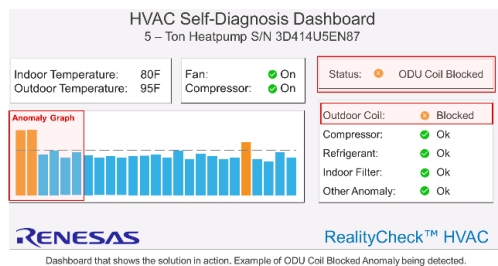 HVAC Self-Diagnosis Dashboard
5 – Ton Heatpump S/N 3D414U5EN87
Indoor Temperature: 80F
Outdoor Temperature: 95F
Fan: On
Compressor: On
Status: ODU Coil Blocked
Anomaly Graph
Outdoor Coil: Blocked
Compressor: Ok
Refrigerant: Ok
Indoor Filter: Ok
Other Anomaly: Ok
RENESAS
RealityCheck™ HVAC
Dashboard that shows the solution in action. Example of ODU Coil Blocked Anomaly being detected.